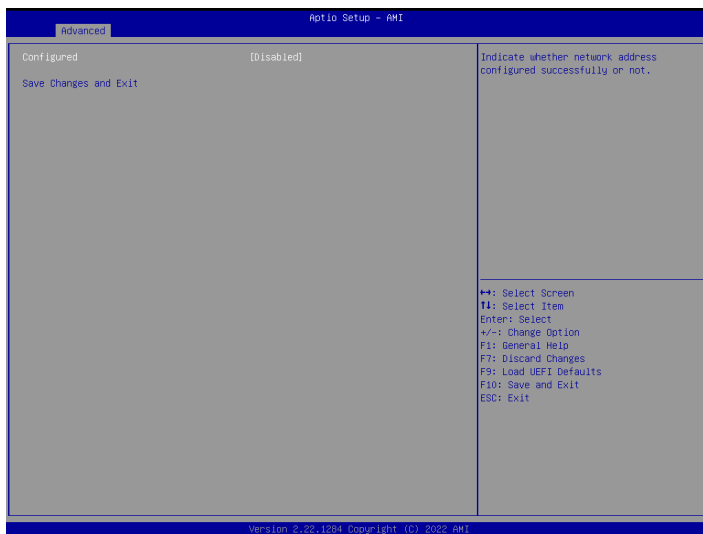 Aptio Setup – AMI
Advanced
Configured [Disabled]
Save Changes and Exit
Indicate whether network address
configured successfully or not.
↔: Select Screen
↑↓: Select Item
Enter: Select
+/-: Change Option
F1: General Help
F7: Discard Changes
F9: Load UEFI Defaults
F10: Save and Exit
ESC: Exit
Version 2.22.1284 Copyright (C) 2022 AMI